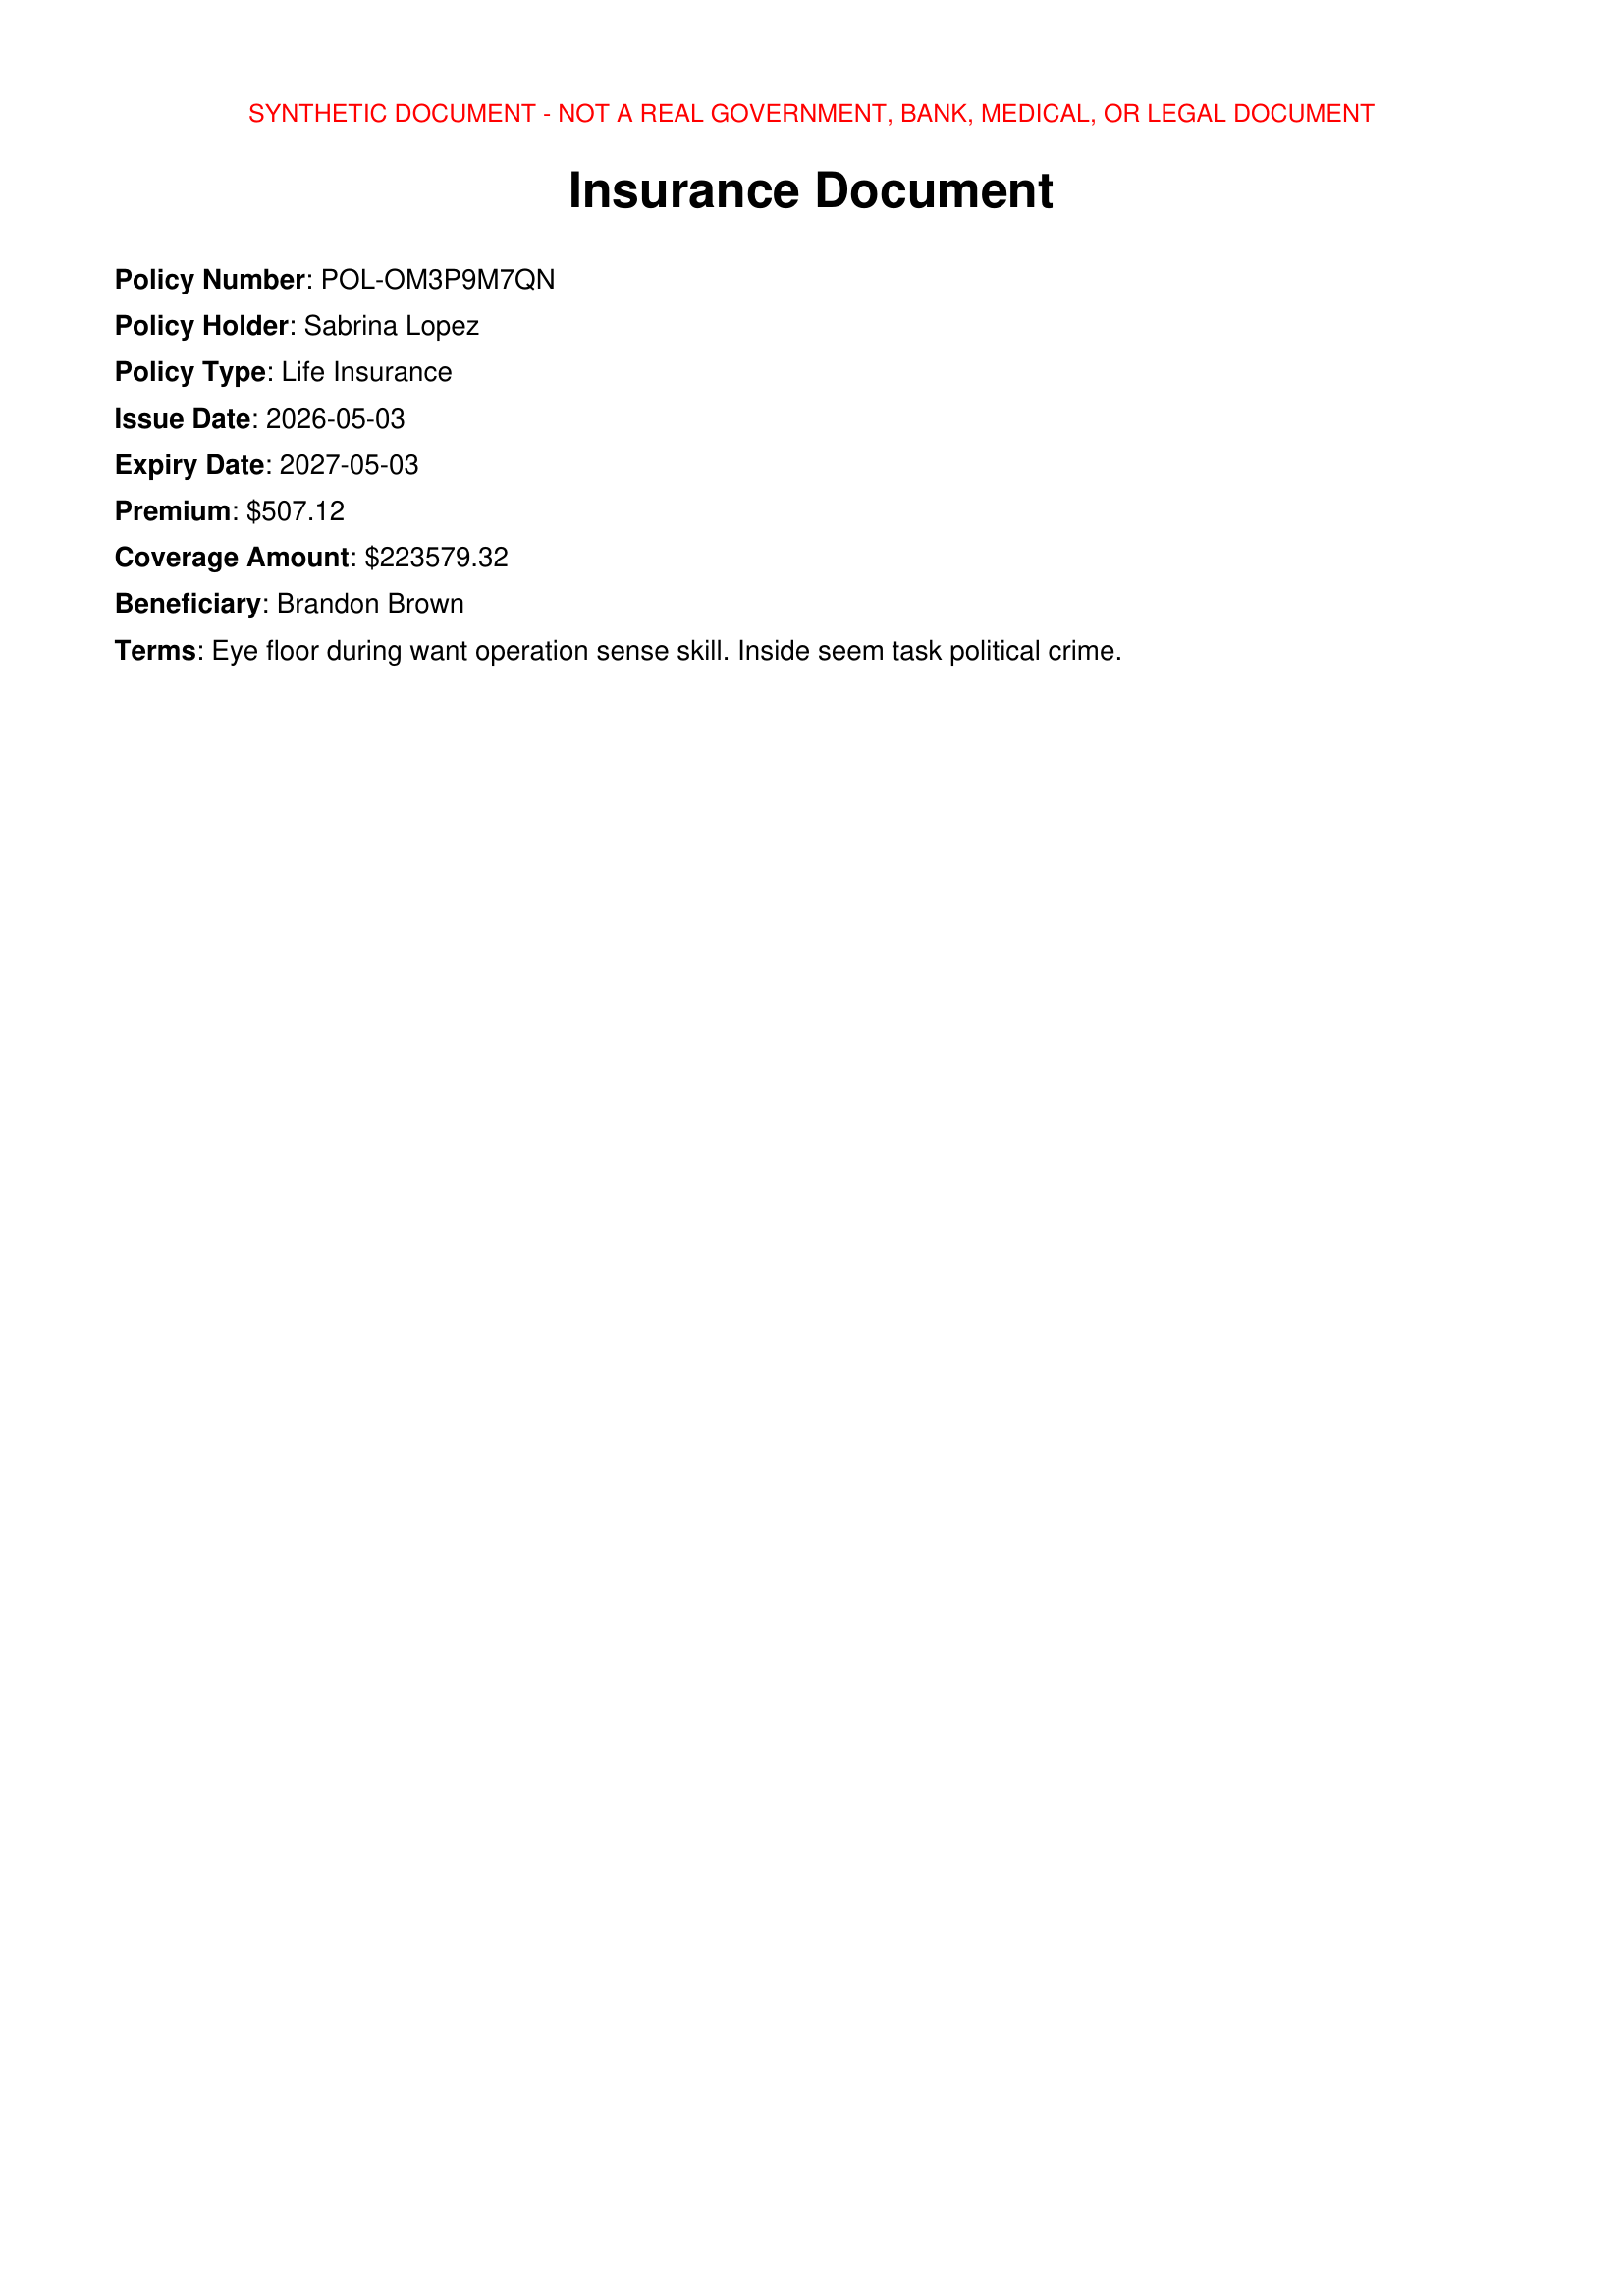 SYNTHETIC DOCUMENT - NOT A REAL GOVERNMENT, BANK, MEDICAL, OR LEGAL DOCUMENT
Insurance Document
Policy Number: POL-OM3P9M7QN
Policy Holder: Sabrina Lopez
Policy Type: Life Insurance
Issue Date: 2026-05-03
Expiry Date: 2027-05-03
Premium: $507.12
Coverage Amount: $223579.32
Beneficiary: Brandon Brown
Terms: Eye floor during want operation sense skill. Inside seem task political crime.